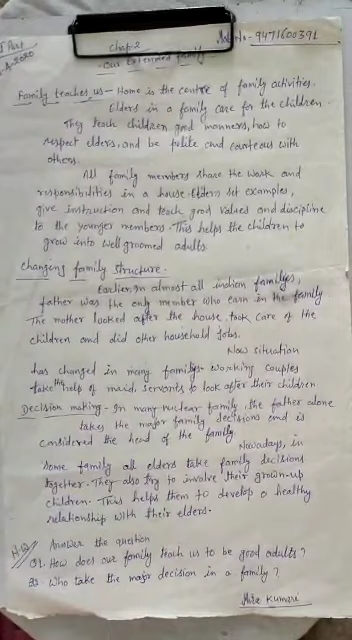 Chap-2
Mob No- 9471600391
Our Extended family
Family teaches us - Home is the centre of family activities.
Elders in a family care for the children.
They teach children good manners, how to
respect elders, and be polite and courteous with
others.
All family members share the work and
responsibilities in a house. Elders set examples,
give instruction and teach good values and discipline
to the younger members. This helps the children to
grow into well groomed adults.
Changing family structure -
Earlier, in almost all indian families,
father was the only member who earn in the family
The mother looked after the house, took care of the
children and did other household jobs.
Now situation
has changed in many family - working couples
take the help of maid, servants to look after their children
Decision making - In many nuclear family, the father alone
takes the major family decisions and is
considered the head of the family.
Nowadays, in
some family all elders take family decisions
together. They also try to involve their grown-up
children. This helps them to develop a healthy
relationship with their elders.
H.W Answer the question
Q1. How does our family teach us to be good adults?
Q2. Who take the major decision in a family?
Kumari